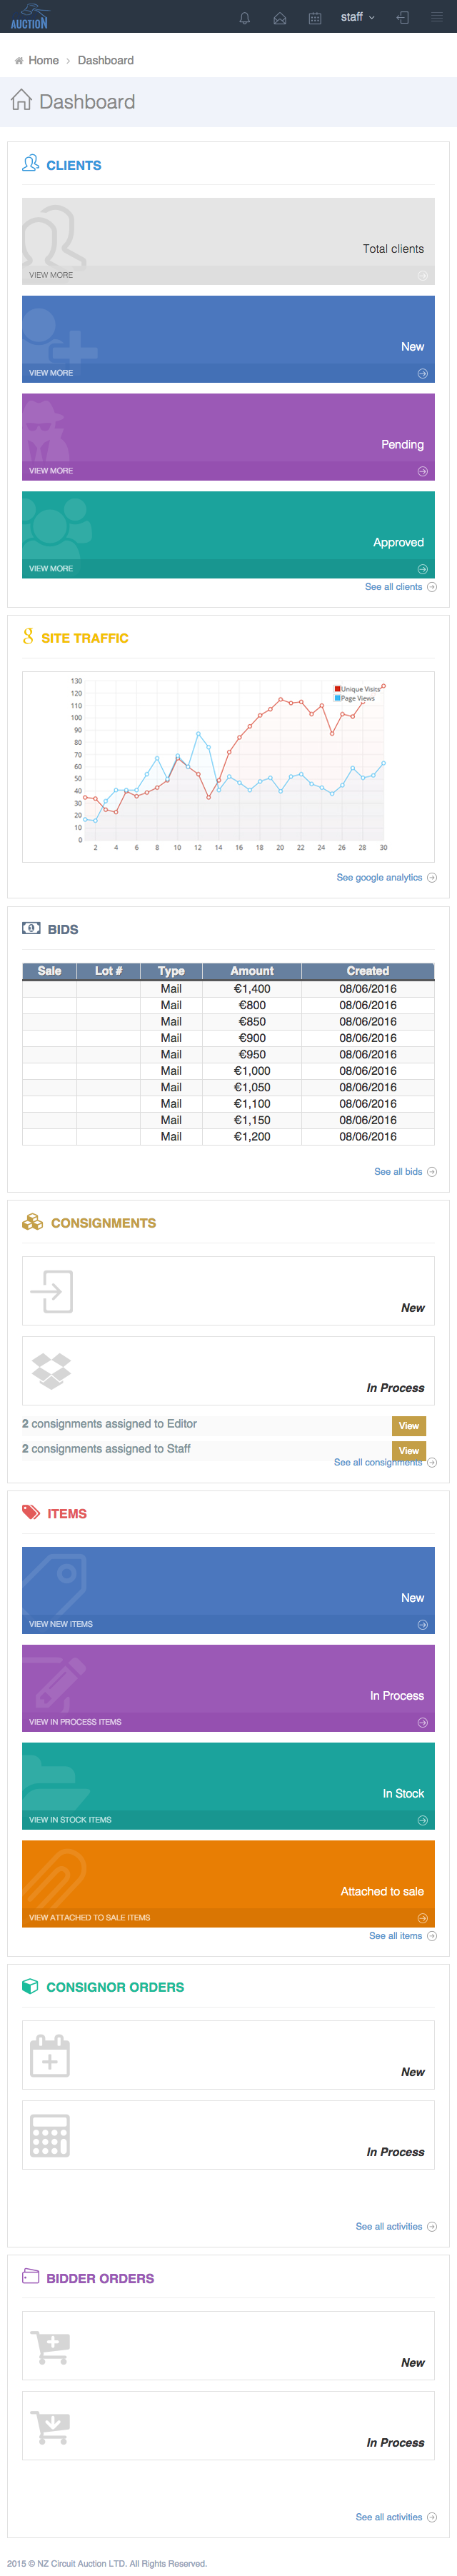 AUCTION
staff
Home > Dashboard
Dashboard
CLIENTS
Total clients
VIEW MORE
New
VIEW MORE
Pending
VIEW MORE
Approved
VIEW MORE
See all clients
SITE TRAFFIC
130
120
110
100
90
80
70
60
50
40
30
20
10
0
Unique Visits
Page Views
2 4 6 8 10 12 14 16 18 20 22 24 26 28 30
See google analytics
BIDS
Sale Lot # Type Amount Created
Mail €1,400 08/06/2016
Mail €800 08/06/2016
Mail €850 08/06/2016
Mail €900 08/06/2016
Mail €950 08/06/2016
Mail €1,000 08/06/2016
Mail €1,050 08/06/2016
Mail €1,100 08/06/2016
Mail €1,150 08/06/2016
Mail €1,200 08/06/2016
See all bids
CONSIGNMENTS
New
In Process
2 consignments assigned to Editor View
2 consignments assigned to Staff View
See all consignments
ITEMS
New
VIEW NEW ITEMS
In Process
VIEW IN PROCESS ITEMS
In Stock
VIEW IN STOCK ITEMS
Attached to sale
VIEW ATTACHED TO SALE ITEMS
See all items
CONSIGNOR ORDERS
New
In Process
See all activities
BIDDER ORDERS
New
In Process
See all activities
2015 © NZ Circuit Auction LTD. All Rights Reserved.